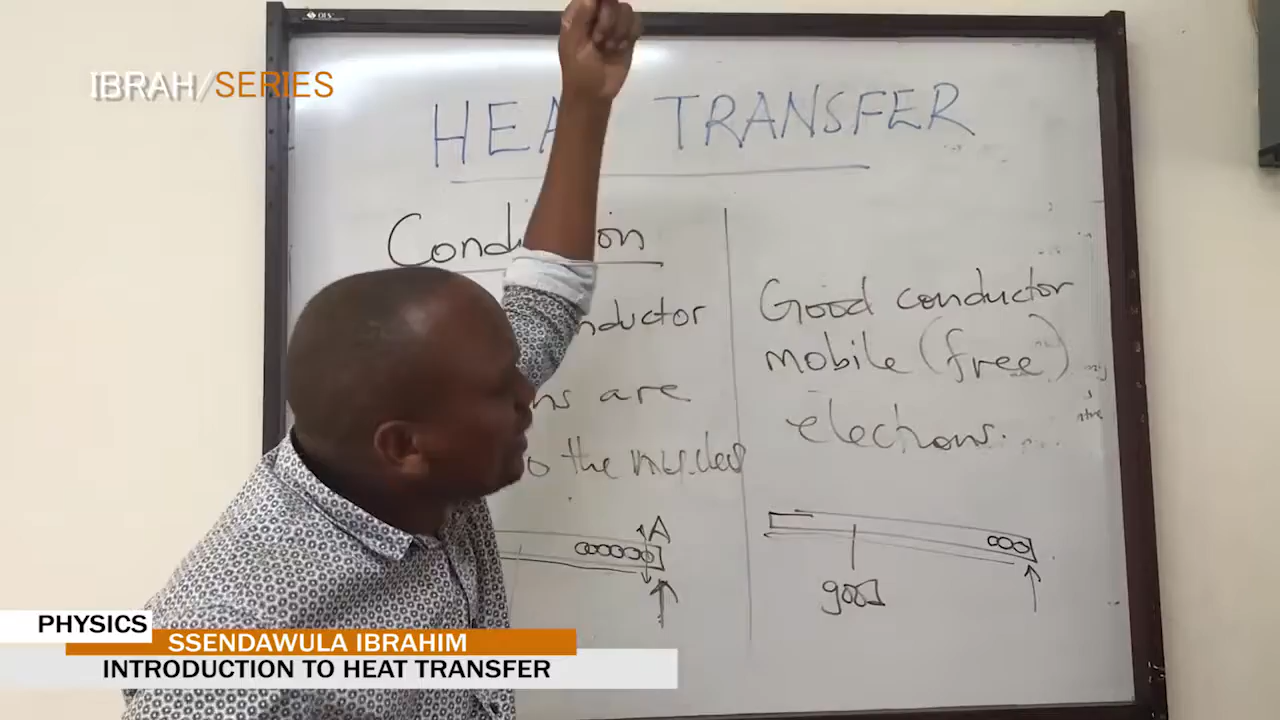 IBRAH/SERIES
HEA TRANSFER
Cond on
nductor
ns are
o the nucleus
A
Good conductor
mobile (free)
electrons.
good
PHYSICS
SSENDAWULA IBRAHIM
INTRODUCTION TO HEAT TRANSFER